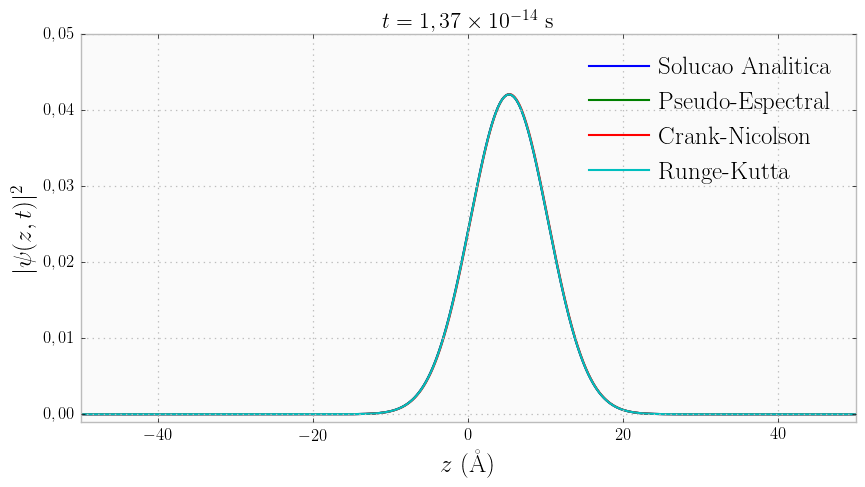 t = 1,37 × 10⁻¹⁴ s
0,05
0,04
0,03
0,02
0,01
0,00
|ψ(z, t)|²
Solucao Analitica
Pseudo-Espectral
Crank-Nicolson
Runge-Kutta
−40
−20
0
20
40
z (Å)